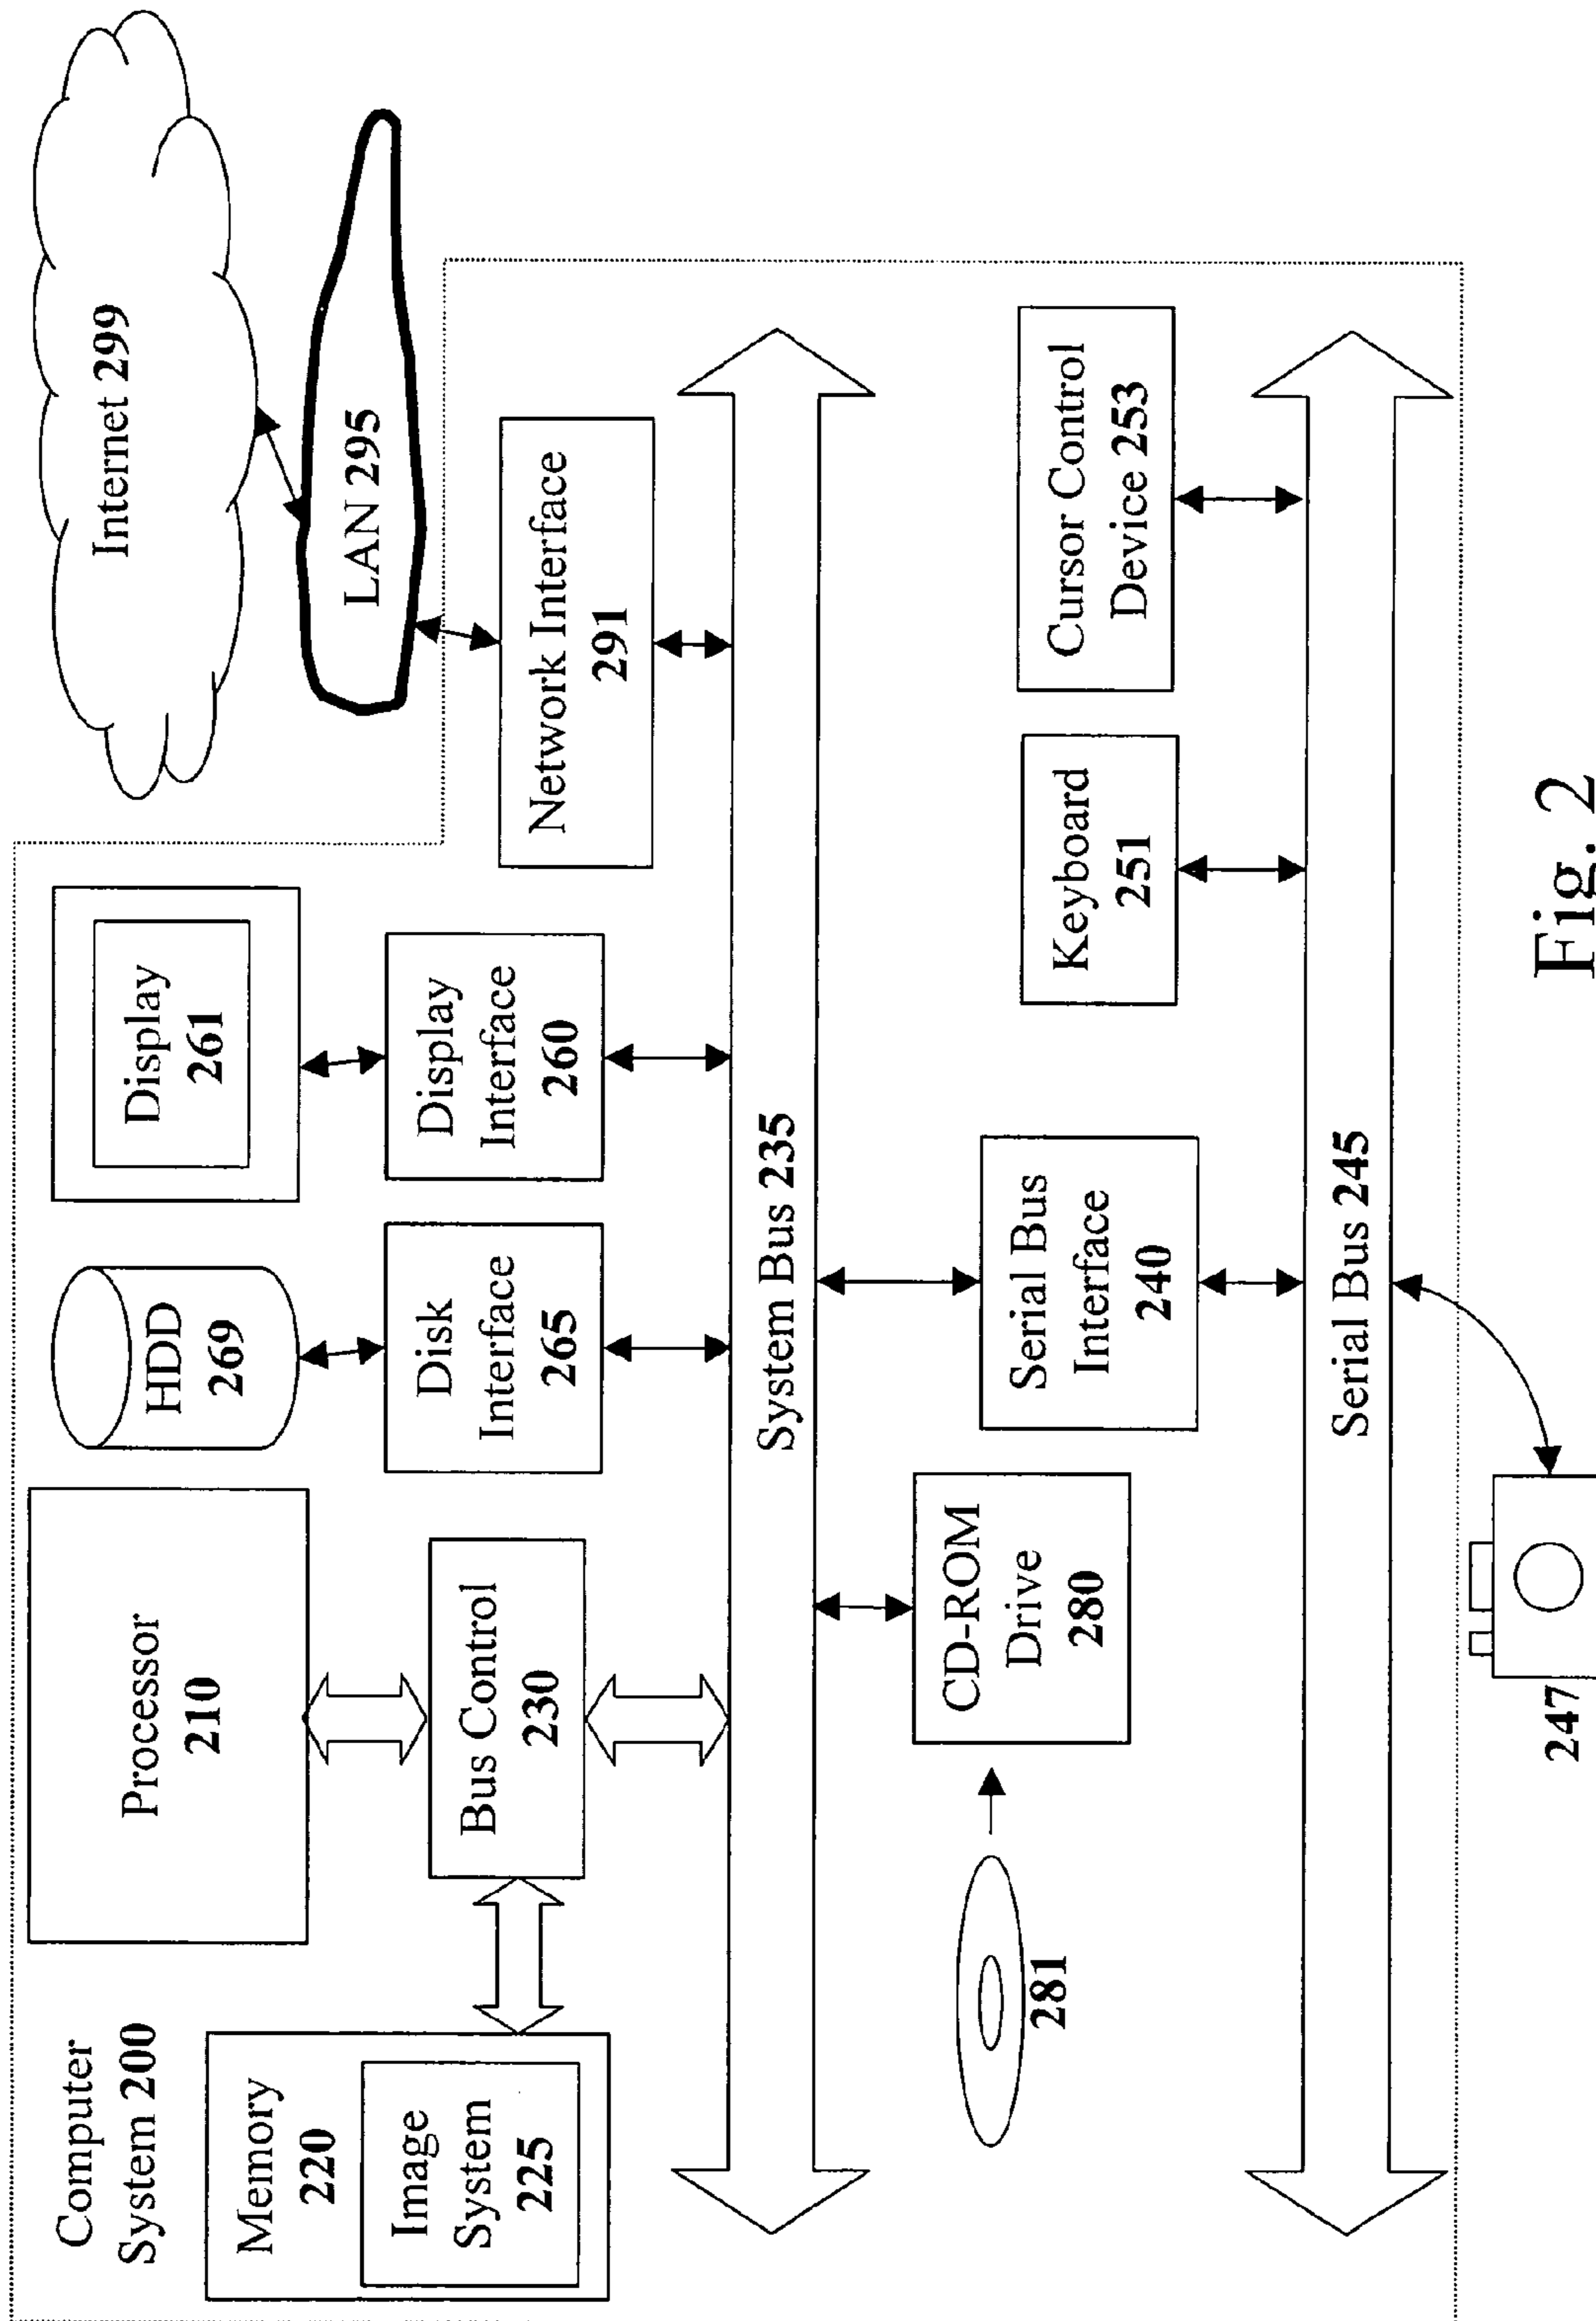 Computer
System 200
Memory
220
Image
System
225
Processor
210
Bus Control
230
HDD
269
Disk
Interface
265
Display
261
Display
Interface
260
Internet 299
LAN 295
Network Interface
291
System Bus 235
281
CD-ROM
Drive
280
Serial Bus
Interface
240
Keyboard
251
Cursor Control
Device 253
Serial Bus 245
247
Fig. 2